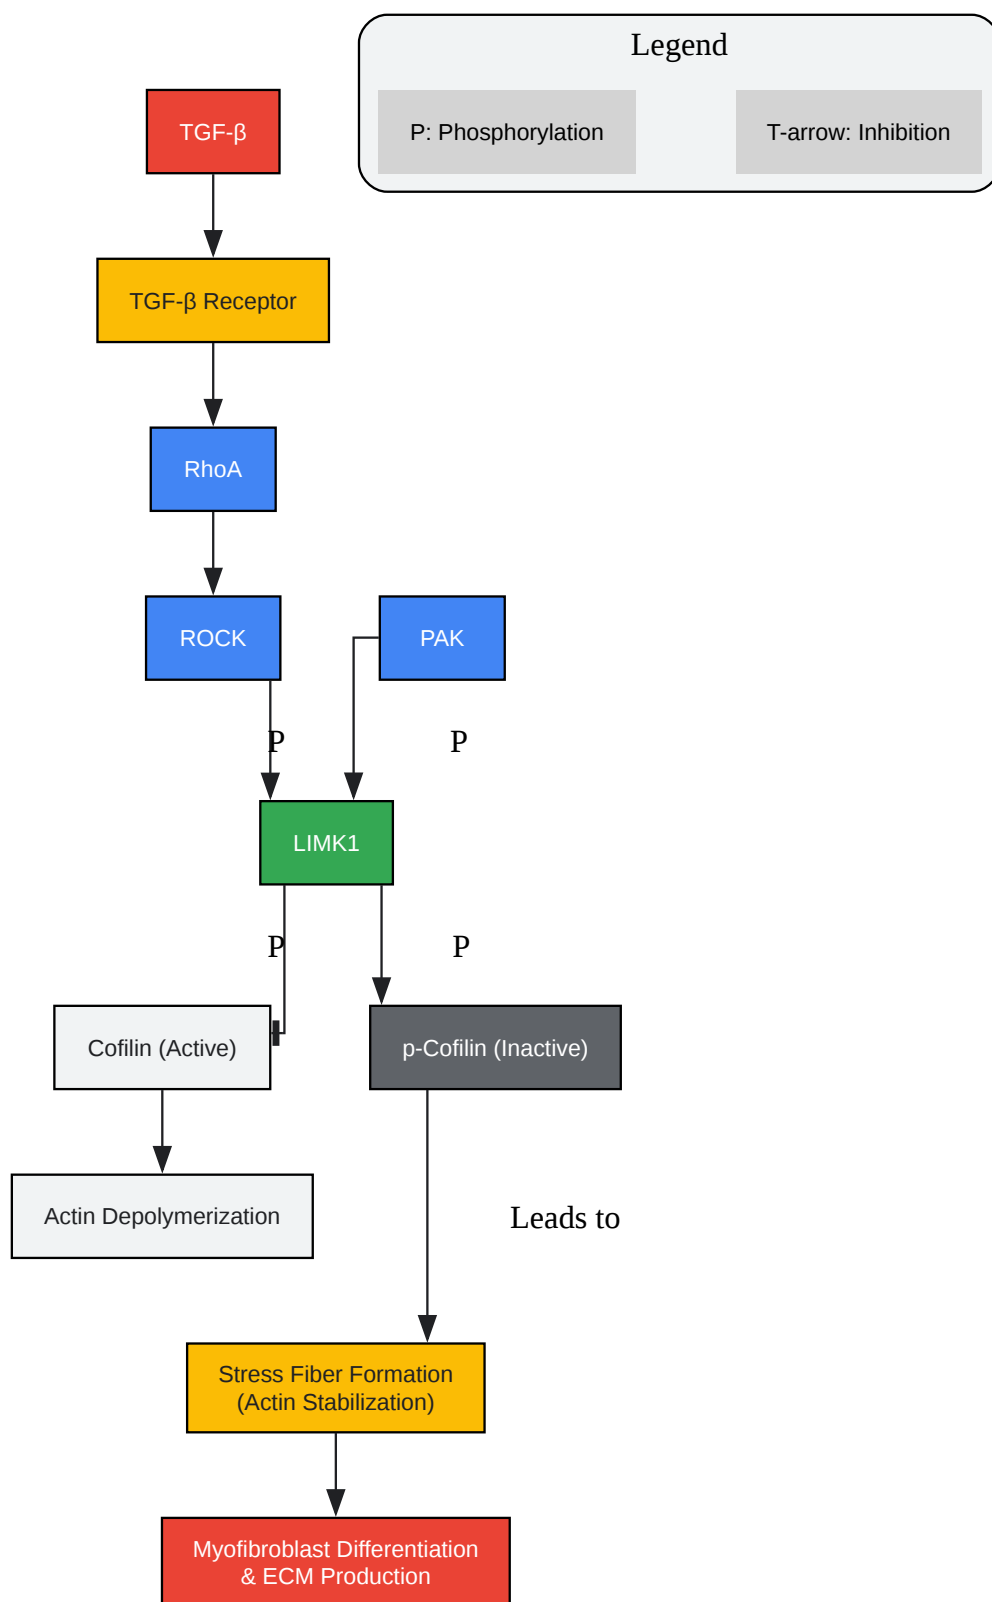 Legend
P: Phosphorylation
T-arrow: Inhibition
TGF-β
TGF-β Receptor
RhoA
ROCK
PAK
P
P
LIMK1
P
P
Cofilin (Active)
p-Cofilin (Inactive)
Actin Depolymerization
Leads to
Stress Fiber Formation
(Actin Stabilization)
Myofibroblast Differentiation
& ECM Production